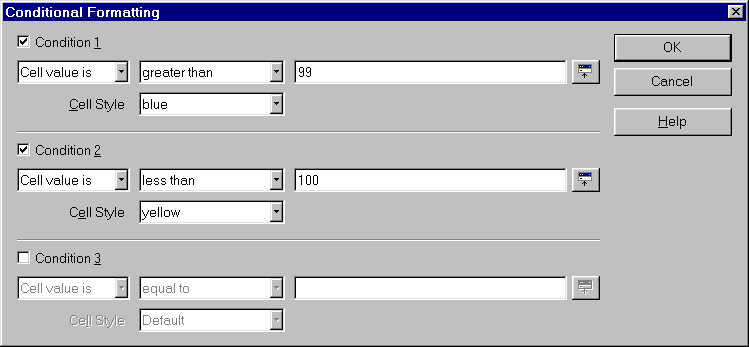 Conditional Formatting
Condition 1
Cell value is greater than 99
Cell Style blue
Condition 2
Cell value is less than 100
Cell Style yellow
Condition 3
Cell value is equal to
Cell Style Default
OK
Cancel
Help